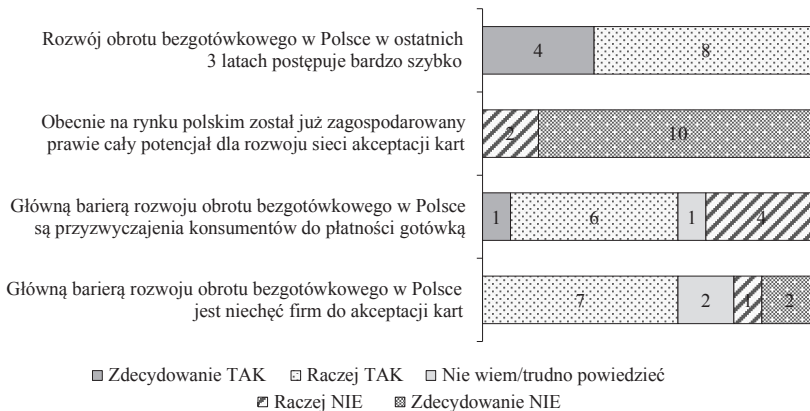 Rozwój obrotu bezgotówkowego w Polsce w ostatnich
3 latach postępuje bardzo szybko
4 8
Obecnie na rynku polskim został już zagospodarowany
prawie cały potencjał dla rozwoju sieci akceptacji kart
2 10
Główną barierą rozwoju obrotu bezgotówkowego w Polsce
są przyzwyczajenia konsumentów do płatności gotówką
1 6 1 4
Główną barierą rozwoju obrotu bezgotówkowego w Polsce
jest niechęć firm do akceptacji kart
7 2 1 2
Zdecydowanie TAK Raczej TAK Nie wiem/trudno powiedzieć
Raczej NIE Zdecydowanie NIE